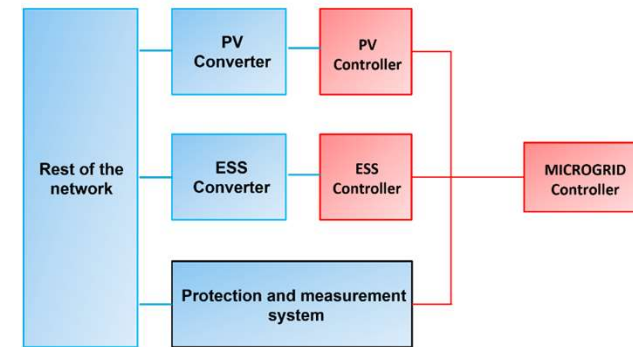 Rest of the
network
PV
Converter
PV
Controller
ESS
Converter
ESS
Controller
MICROGRID
Controller
Protection and measurement
system